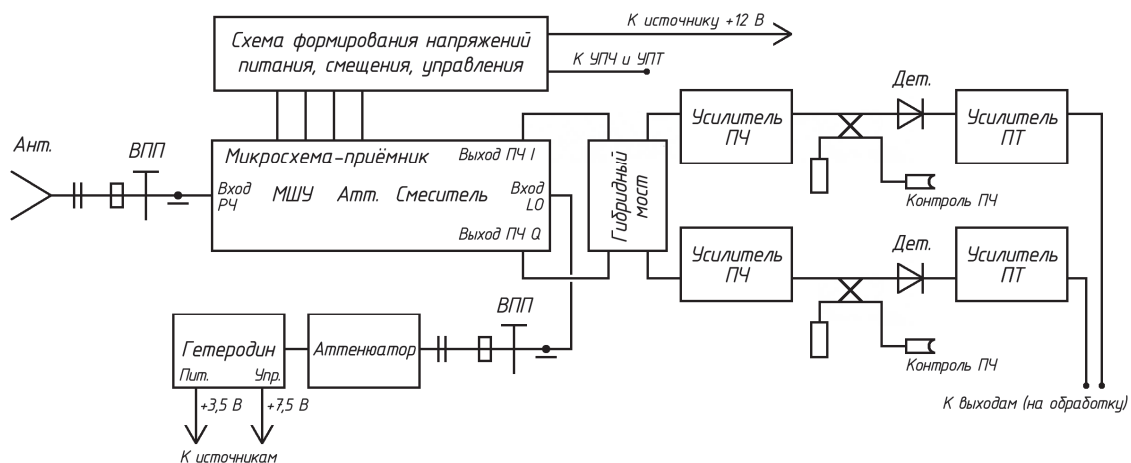 К источнику +12 В
Схема формирования напряжений
питания, смещения, управления
К УПЧ и УПТ
Ант.
ВПП
Микросхема-приёмник
Выход ПЧ I
Вход
РЧ
МШУ
Атт.
Смеситель
Вход
LO
Выход ПЧ Q
Гибридный
мост
Усилитель
ПЧ
Дет.
Усилитель
ПТ
Контроль ПЧ
Усилитель
ПЧ
Дет.
Усилитель
ПТ
Контроль ПЧ
ВПП
Гетеродин
Пит.
Упр.
Аттенюатор
+3,5 В
+7,5 В
К источникам
К выходам (на обработку)